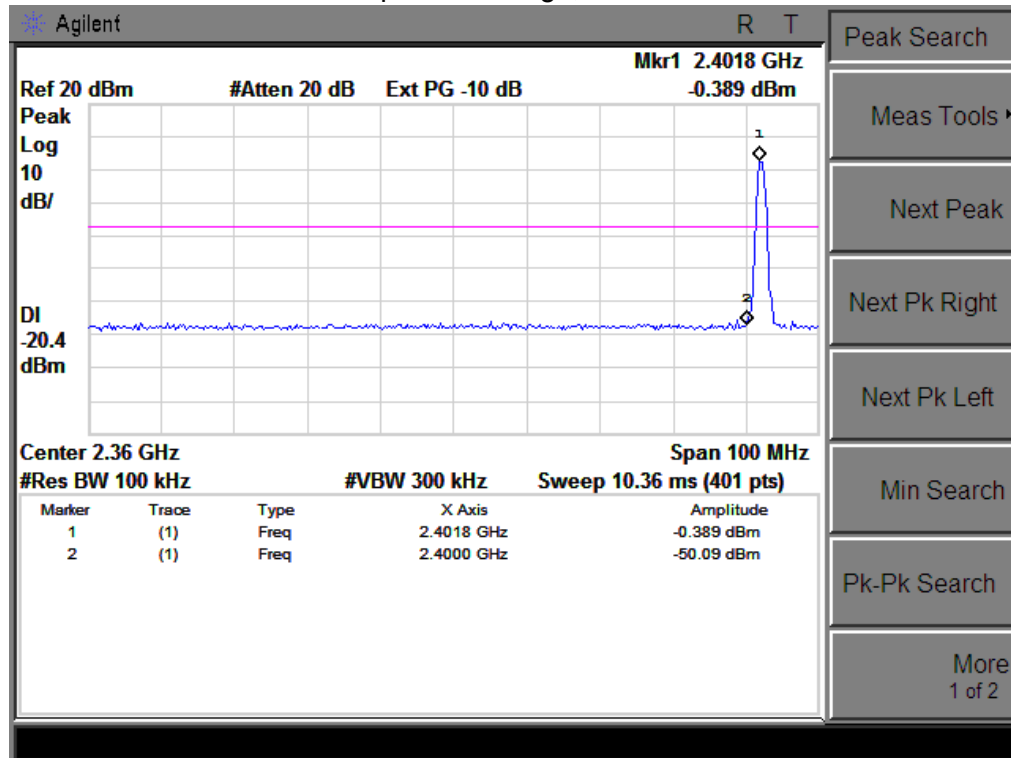 Agilent R T
Mkr1 2.4018 GHz
Ref 20 dBm #Atten 20 dB Ext PG -10 dB -0.389 dBm
Peak
Log
10
dB/
1
2
DI
-20.4
dBm
Center 2.36 GHz Span 100 MHz
#Res BW 100 kHz #VBW 300 kHz Sweep 10.36 ms (401 pts)
Marker Trace Type X Axis Amplitude
1 (1) Freq 2.4018 GHz -0.389 dBm
2 (1) Freq 2.4000 GHz -50.09 dBm
Peak Search
Meas Tools
Next Peak
Next Pk Right
Next Pk Left
Min Search
Pk-Pk Search
More
1 of 2